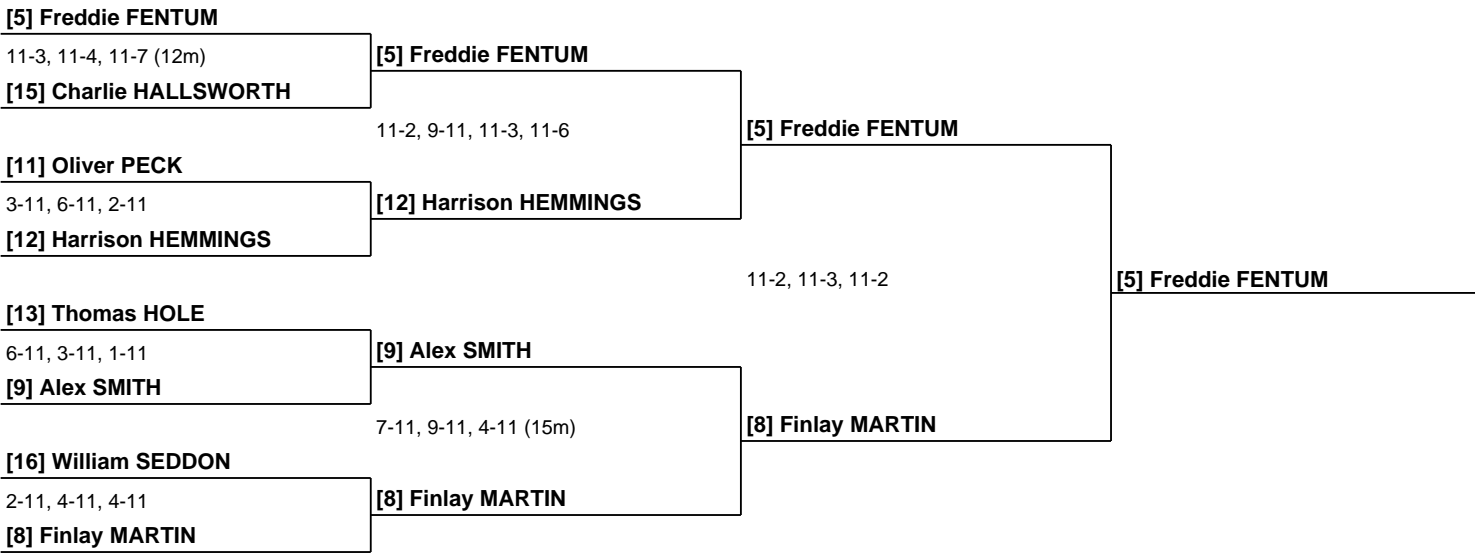 [5] Freddie FENTUM
11-3, 11-4, 11-7 (12m)
[5] Freddie FENTUM
[15] Charlie HALLSWORTH
11-2, 9-11, 11-3, 11-6
[5] Freddie FENTUM
[11] Oliver PECK
3-11, 6-11, 2-11
[12] Harrison HEMMINGS
[12] Harrison HEMMINGS
11-2, 11-3, 11-2
[5] Freddie FENTUM
[13] Thomas HOLE
6-11, 3-11, 1-11
[9] Alex SMITH
[9] Alex SMITH
7-11, 9-11, 4-11 (15m)
[8] Finlay MARTIN
[16] William SEDDON
2-11, 4-11, 4-11
[8] Finlay MARTIN
[8] Finlay MARTIN